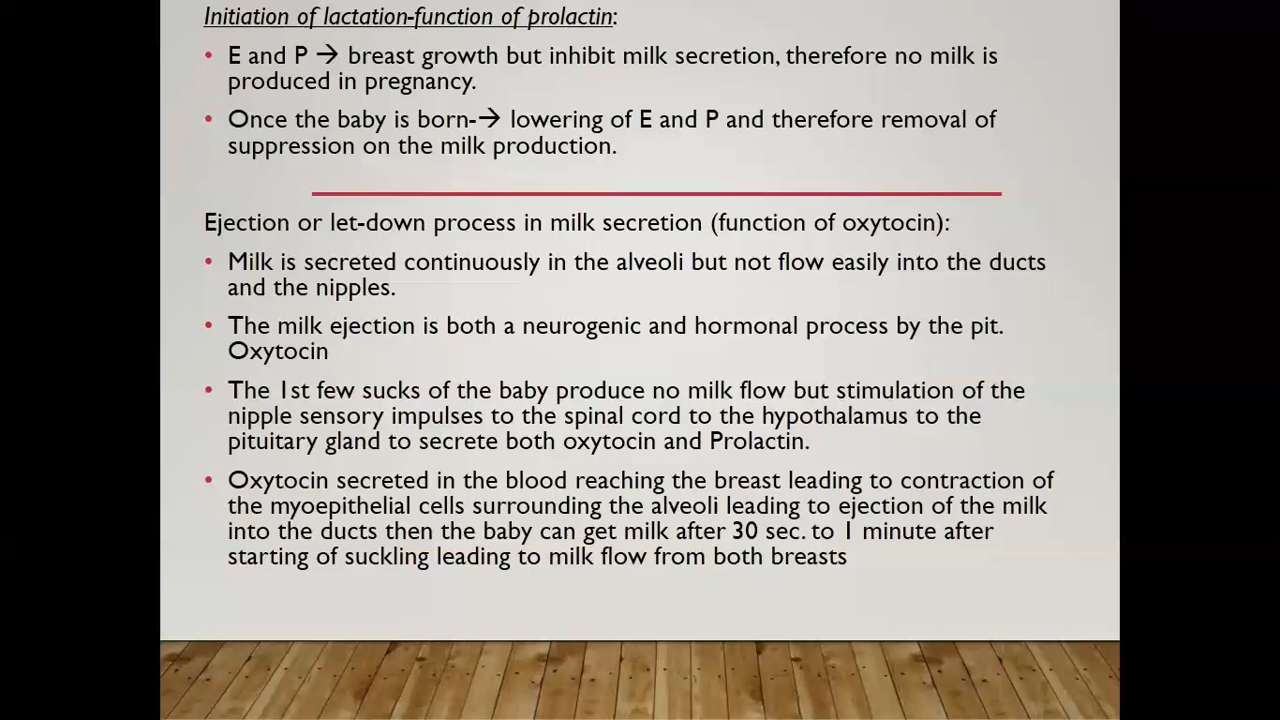 Initiation of lactation-function of prolactin:
• E and P → breast growth but inhibit milk secretion, therefore no milk is
produced in pregnancy.
• Once the baby is born-→ lowering of E and P and therefore removal of
suppression on the milk production.
Ejection or let-down process in milk secretion (function of oxytocin):
• Milk is secreted continuously in the alveoli but not flow easily into the ducts
and the nipples.
• The milk ejection is both a neurogenic and hormonal process by the pit.
Oxytocin
• The 1st few sucks of the baby produce no milk flow but stimulation of the
nipple sensory impulses to the spinal cord to the hypothalamus to the
pituitary gland to secrete both oxytocin and Prolactin.
• Oxytocin secreted in the blood reaching the breast leading to contraction of
the myoepithelial cells surrounding the alveoli leading to ejection of the milk
into the ducts then the baby can get milk after 30 sec. to 1 minute after
starting of suckling leading to milk flow from both breasts